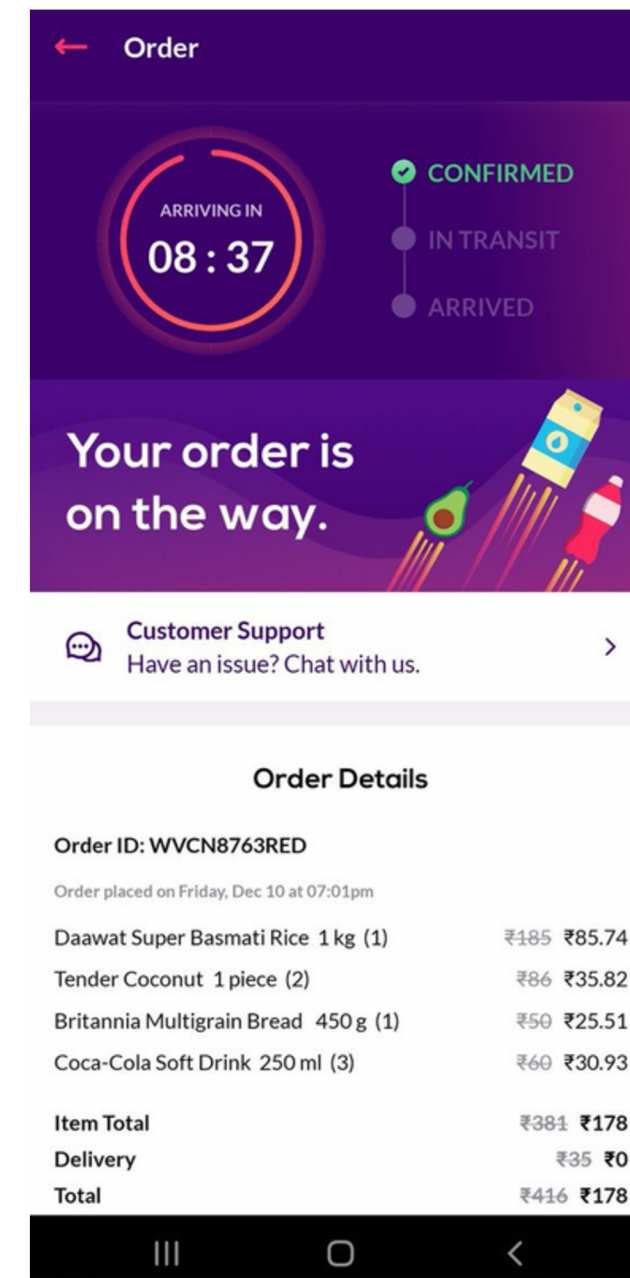 Order
ARRIVING IN
08 : 37
CONFIRMED
IN TRANSIT
ARRIVED
Your order is
on the way.
Customer Support
Have an issue? Chat with us.
Order Details
Order ID: WVCN8763RED
Order placed on Friday, Dec 10 at 07:01pm
Daawat Super Basmati Rice 1 kg (1) ₹185 ₹85.74
Tender Coconut 1 piece (2) ₹86 ₹35.82
Britannia Multigrain Bread 450 g (1) ₹50 ₹25.51
Coca-Cola Soft Drink 250 ml (3) ₹60 ₹30.93
Item Total ₹381 ₹178
Delivery ₹35 ₹0
Total ₹416 ₹178